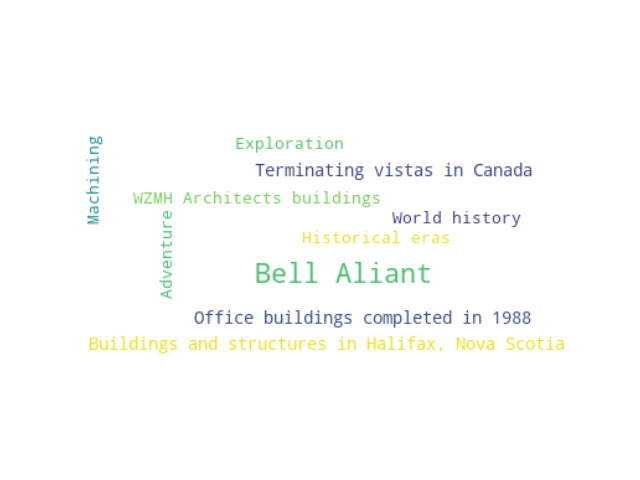 Machining
Exploration
Terminating vistas in Canada
WZMH Architects buildings
Adventure
World history
Historical eras
Bell Aliant
Office buildings completed in 1988
Buildings and structures in Halifax, Nova Scotia